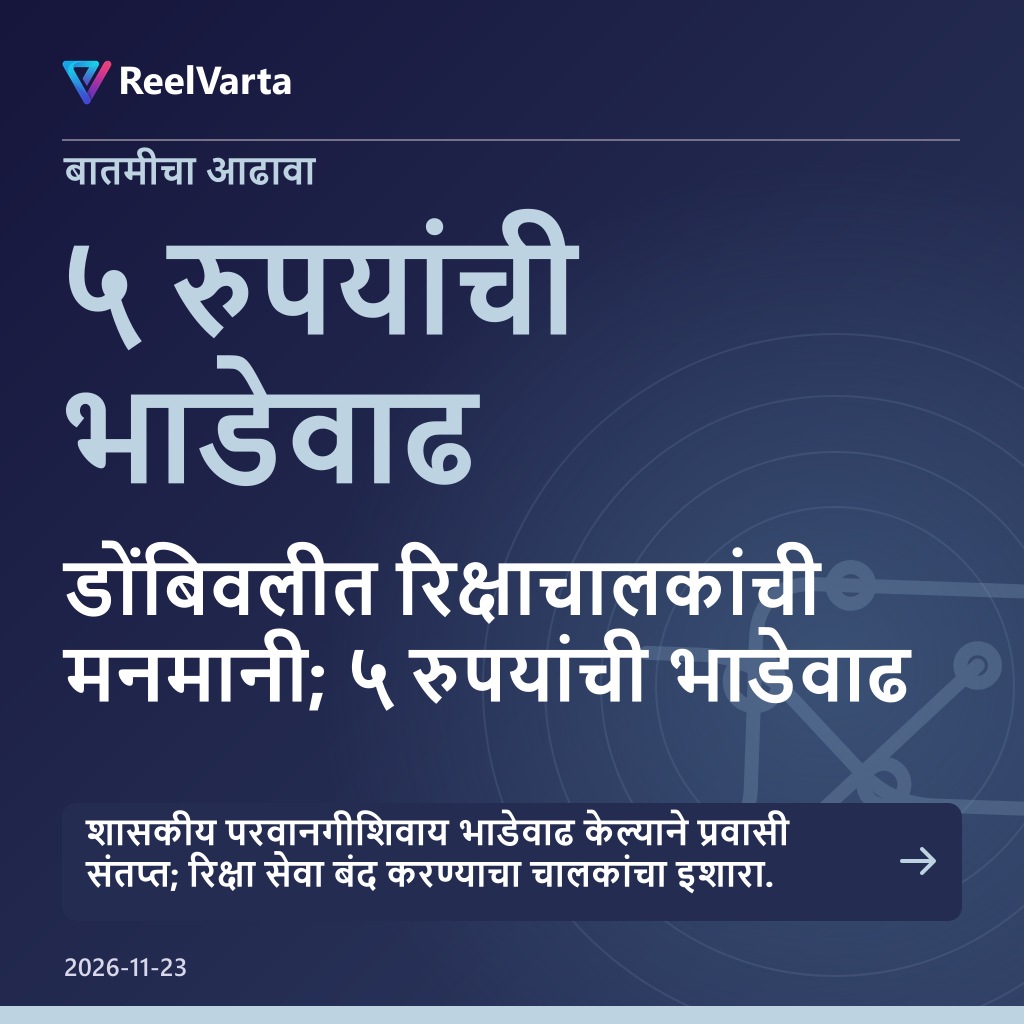 ReelVarta
बातमीचा आढावा
५ रुपयांची
भाडेवाढ
डोंबिवलीत रिक्षाचालकांची
मनमानी; ५ रुपयांची भाडेवाढ
शासकीय परवानगीशिवाय भाडेवाढ केल्याने प्रवासी
संतप्त; रिक्षा सेवा बंद करण्याचा चालकांचा इशारा.
2026-11-23